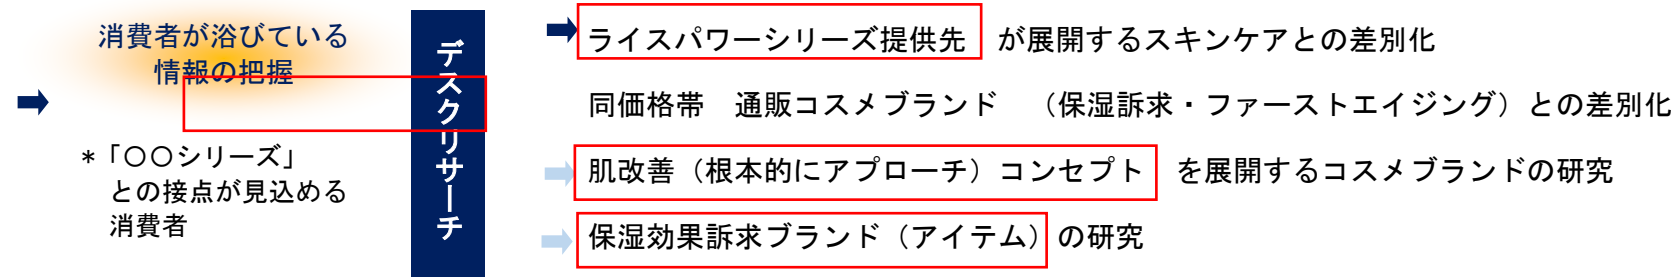 消費者が浴びている
情報の把握
*「〇〇シリーズ」
との接点が見込める
消費者
デスクリサーチ
ライスパワーシリーズ提供先 が展開するスキンケアとの差別化
同価格帯 通販コスメブランド （保湿訴求・ファーストエイジング）との差別化
肌改善（根本的にアプローチ）コンセプト を展開するコスメブランドの研究
保湿効果訴求ブランド（アイテム）の研究